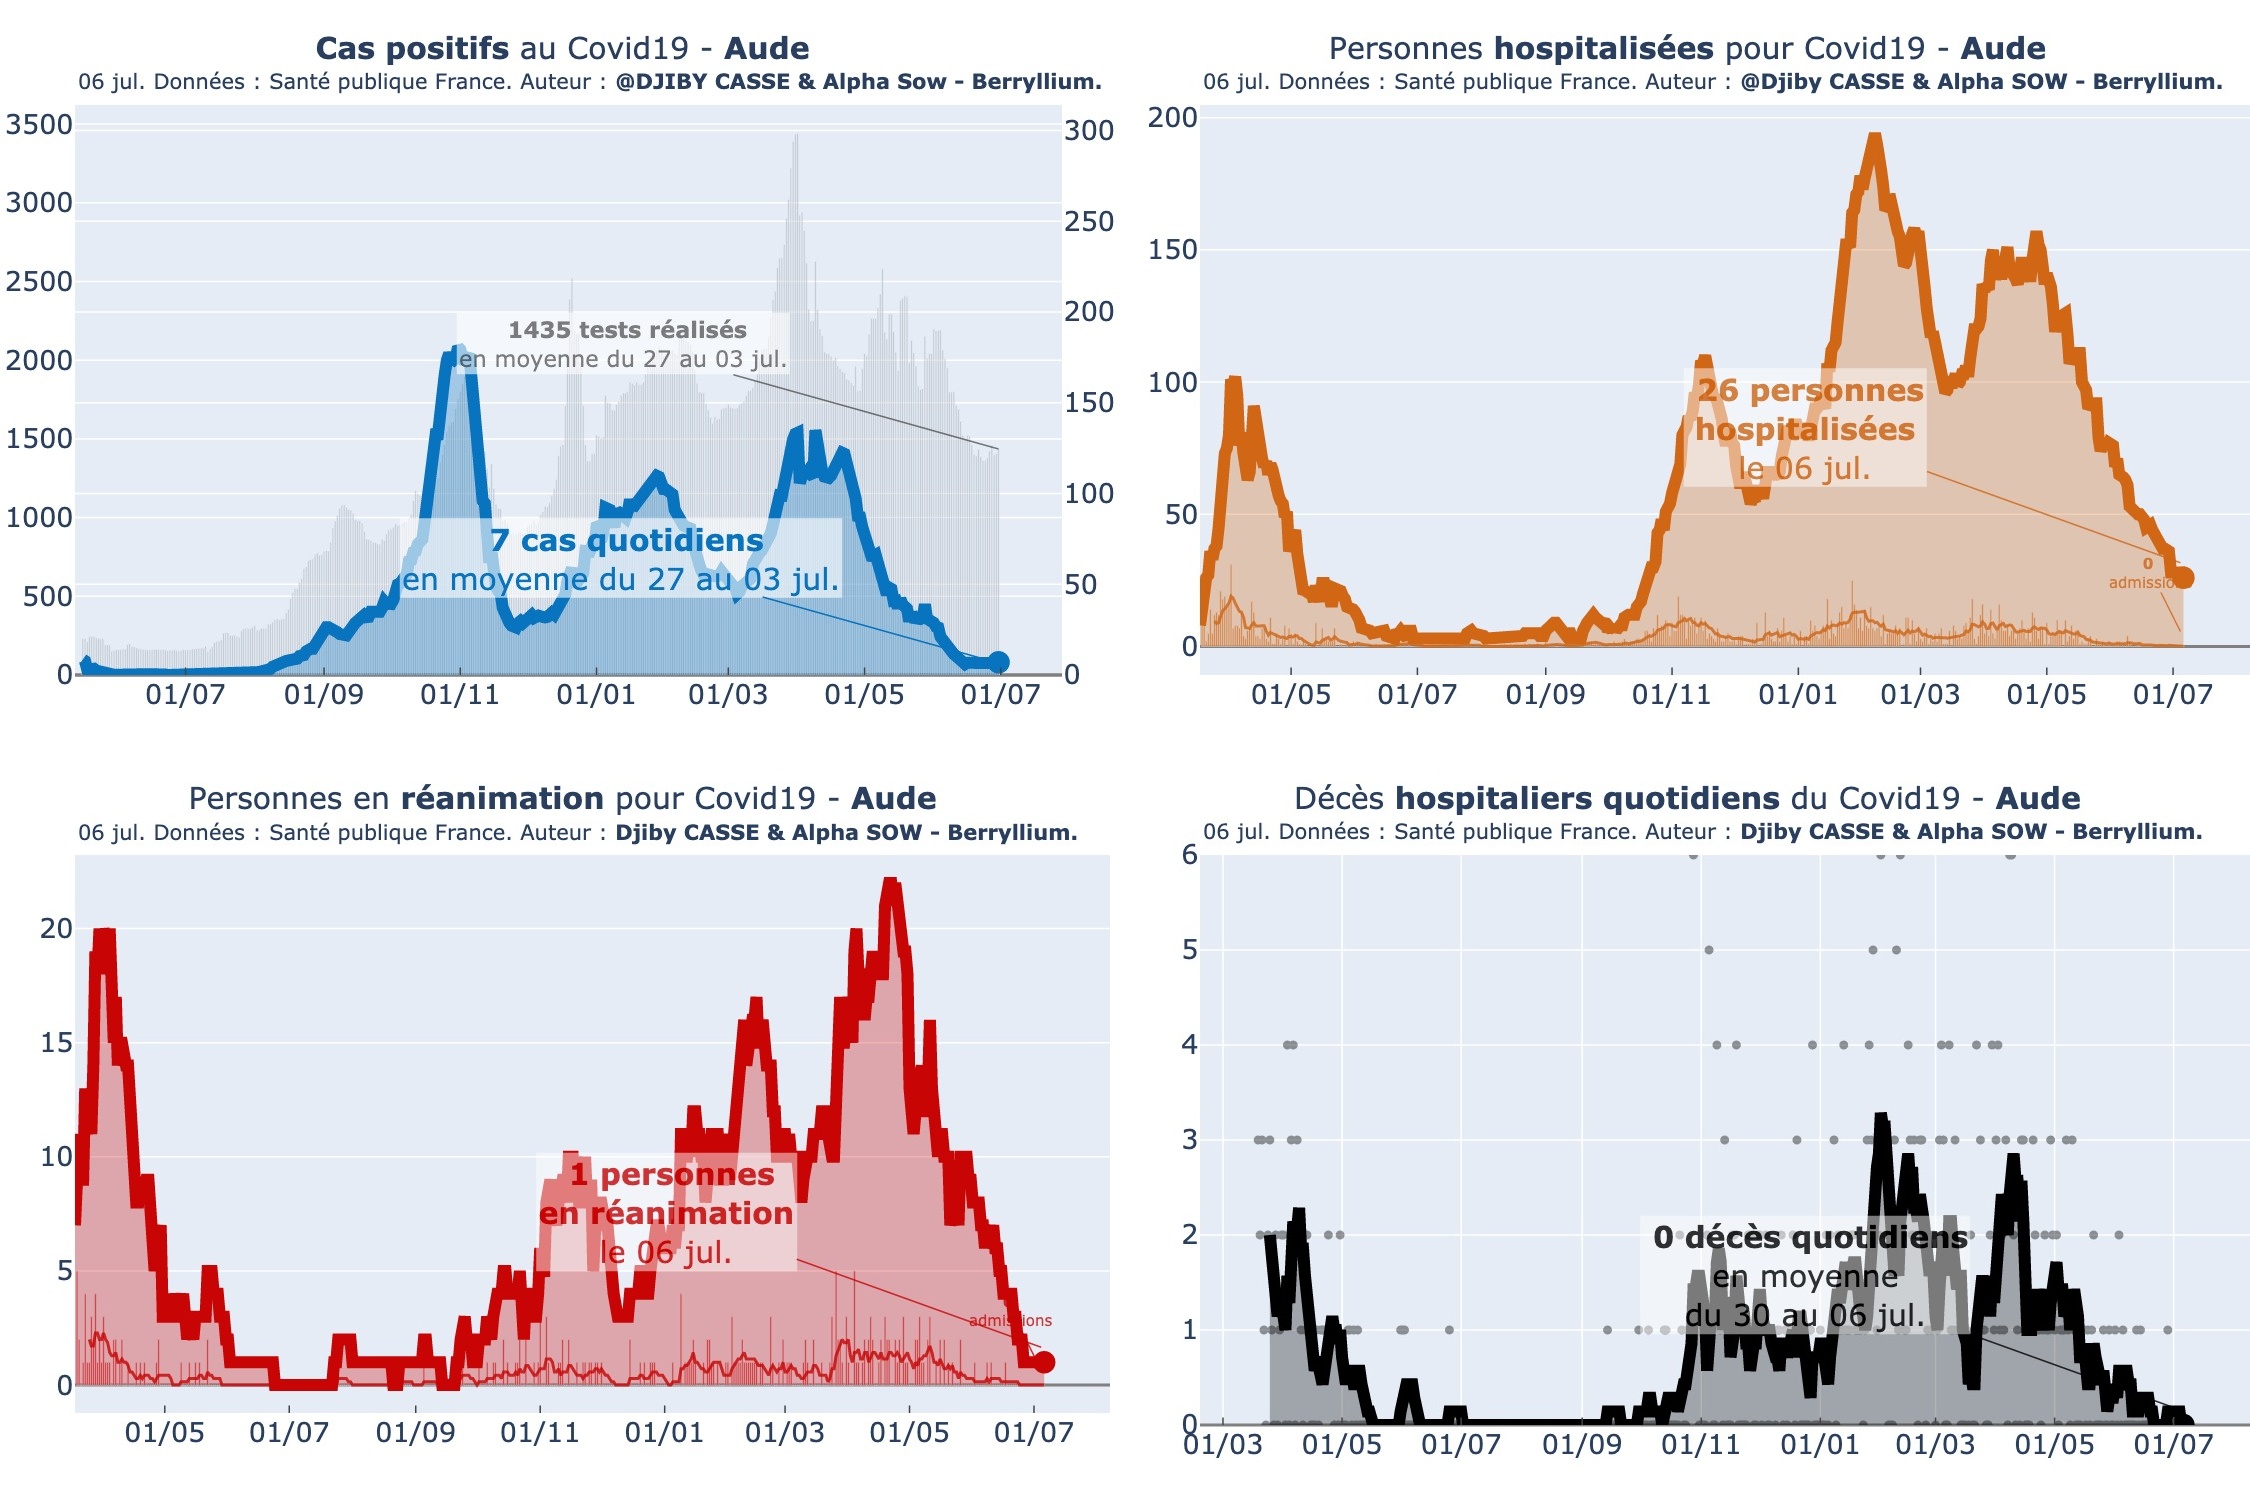 Cas positifs au Covid19 - Aude
06 jul. Données : Santé publique France. Auteur : @DJIBY CASSE & Alpha Sow - Berryllium.
3500
3000
2500
2000
1500
1000
500
0
300
250
200
150
100
50
0
1435 tests réalisés
en moyenne du 27 au 03 jul.
7 cas quotidiens
en moyenne du 27 au 03 jul.
01/07 01/09 01/11 01/01 01/03 01/05 01/07
Personnes hospitalisées pour Covid19 - Aude
06 jul. Données : Santé publique France. Auteur : @Djiby CASSE & Alpha SOW - Berryllium.
200
150
100
50
0
26 personnes
hospitalisées
le 06 jul.
0
admissio
01/05 01/07 01/09 01/11 01/01 01/03 01/05 01/07
Personnes en réanimation pour Covid19 - Aude
06 jul. Données : Santé publique France. Auteur : Djiby CASSE & Alpha SOW - Berryllium.
20
15
10
5
0
1 personnes
en réanimation
le 06 jul.
admissions
01/05 01/07 01/09 01/11 01/01 01/03 01/05 01/07
Décès hospitaliers quotidiens du Covid19 - Aude
06 jul. Données : Santé publique France. Auteur : Djiby CASSE & Alpha SOW - Berryllium.
6
5
4
3
2
1
0
0 décès quotidiens
en moyenne
du 30 au 06 jul.
01/03 01/05 01/07 01/09 01/11 01/01 01/03 01/05 01/07